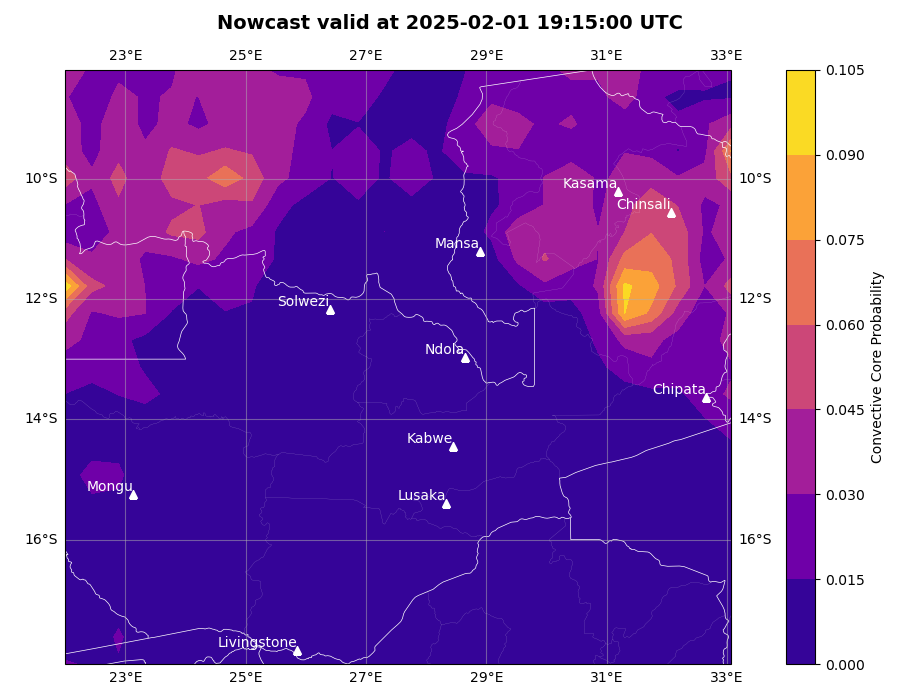 Nowcast valid at 2025-02-01 19:15:00 UTC
23°E 25°E 27°E 29°E 31°E 33°E
0.105
0.090
10°S Kasama 10°S
Chinsali
0.075
Mansa
12°S Solwezi 12°S
0.060
Ndola
Chipata
0.045
14°S 14°S
Kabwe
Mongu Lusaka
0.030
16°S 16°S
0.015
Livingstone
0.000
23°E 25°E 27°E 29°E 31°E 33°E
Convective Core Probability